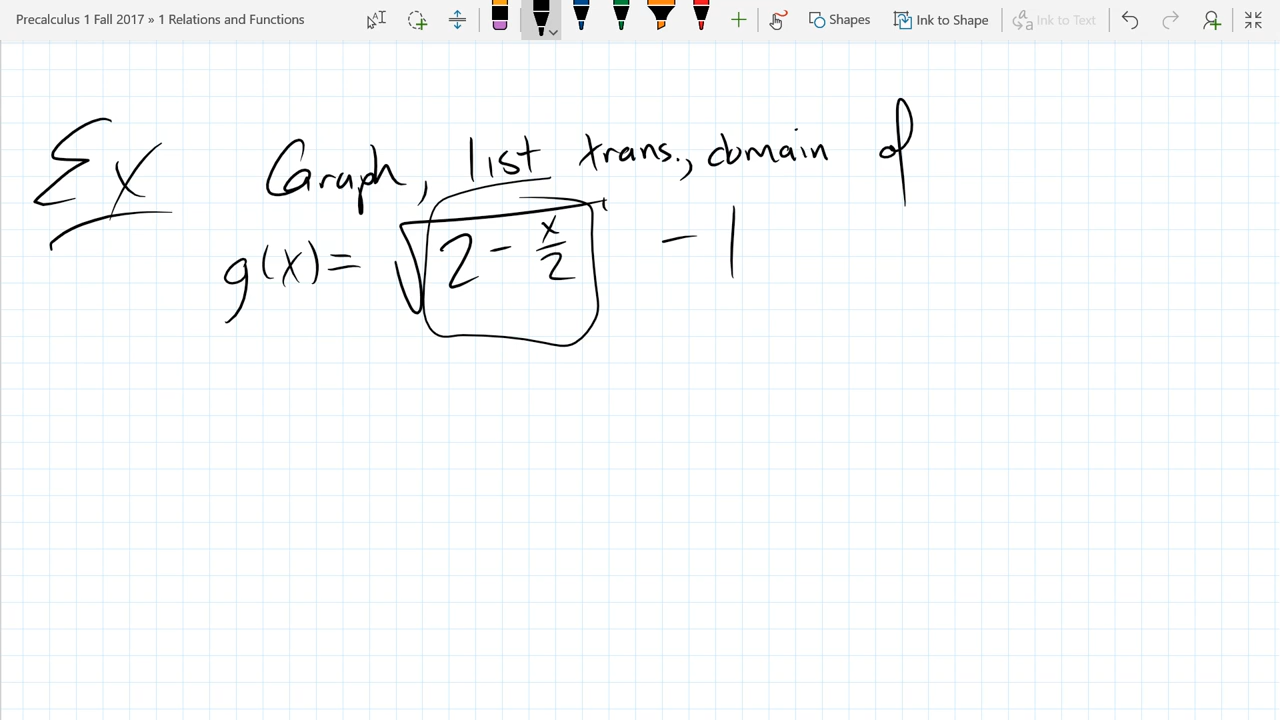 Precalculus 1 Fall 2017 » 1 Relations and Functions Shapes Ink to Shape Ink to Text
Ex Graph, list trans., domain of
g(x) = √(2 - x/2) - 1